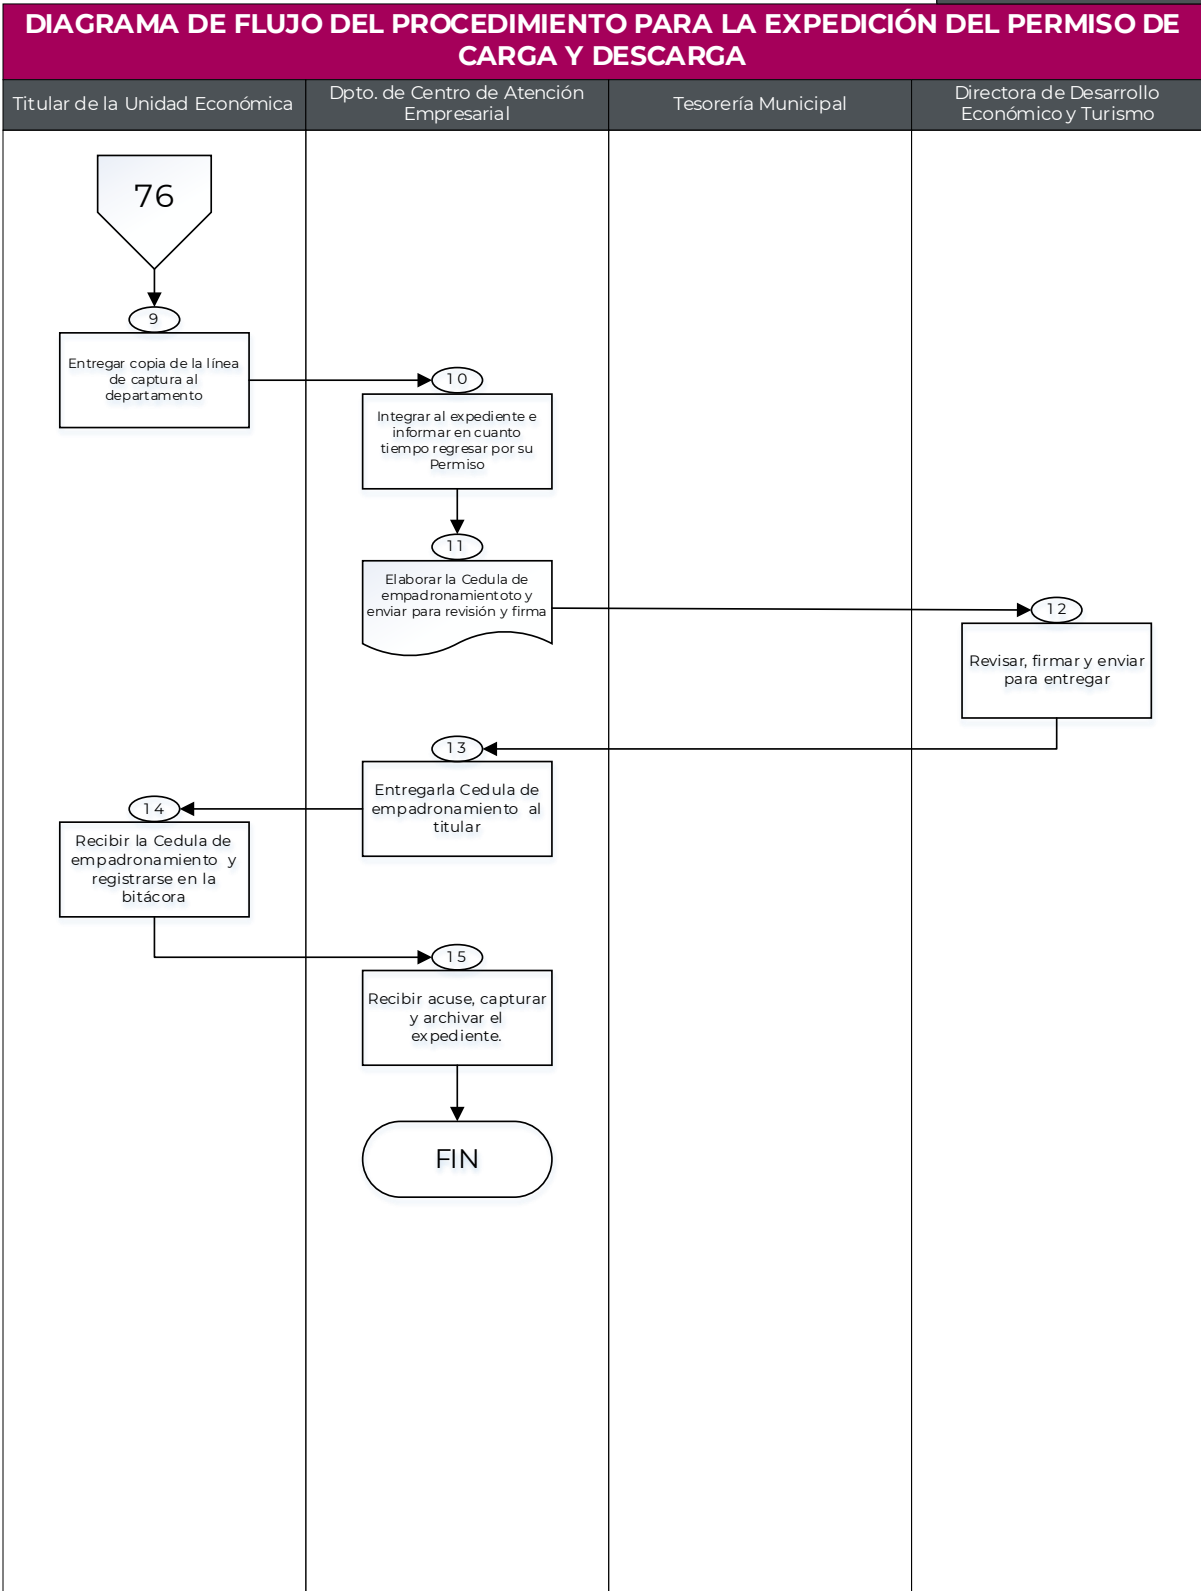 DIAGRAMA DE FLUJO DEL PROCEDIMIENTO PARA LA EXPEDICIÓN DEL PERMISO DE
CARGA Y DESCARGA
Titular de la Unidad Económica
Dpto. de Centro de Atención
Empresarial
Tesorería Municipal
Directora de Desarrollo
Económico y Turismo
76
9
Entregar copia de la línea
de captura al
departamento
10
Integrar al expediente e
informar en cuanto
tiempo regresar por su
Permiso
11
Elaborar la Cedula de
empadronamientoto y
enviar para revisión y firma
12
Revisar, firmar y enviar
para entregar
13
Entregarla Cedula de
empadronamiento al
titular
14
Recibir la Cedula de
empadronamiento y
registrarse en la
bitácora
15
Recibir acuse, capturar
y archivar el
expediente.
FIN